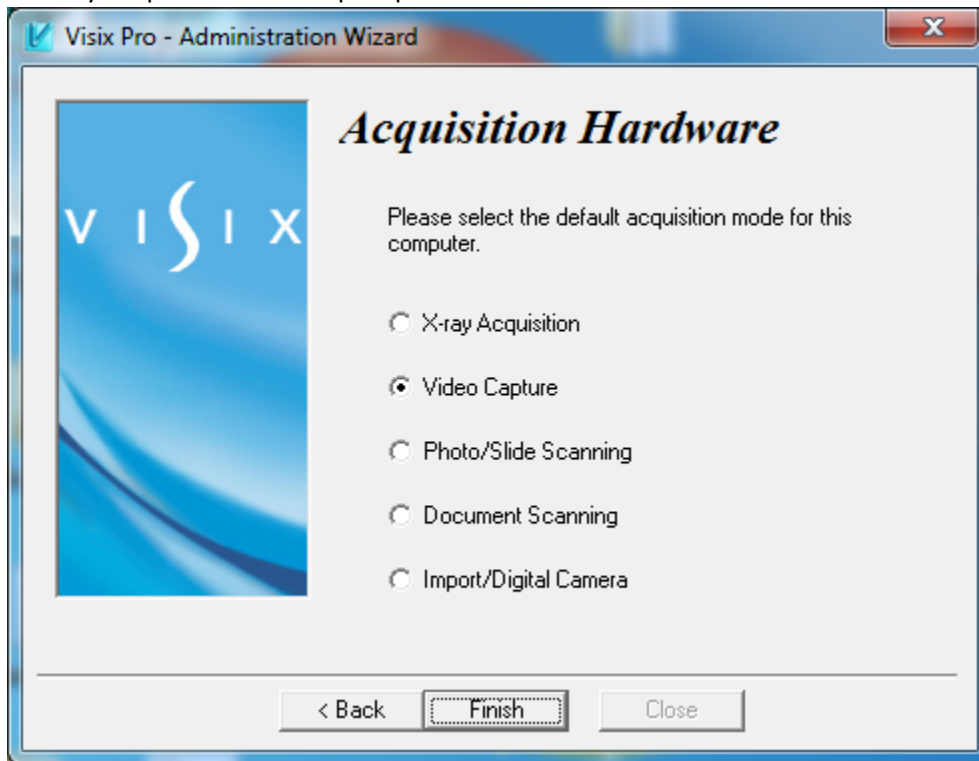 Visix Pro - Administration Wizard
VISIX
Acquisition Hardware
Please select the default acquisition mode for this
computer.
X-ray Acquisition
Video Capture
Photo/Slide Scanning
Document Scanning
Import/Digital Camera
< Back Finish Close